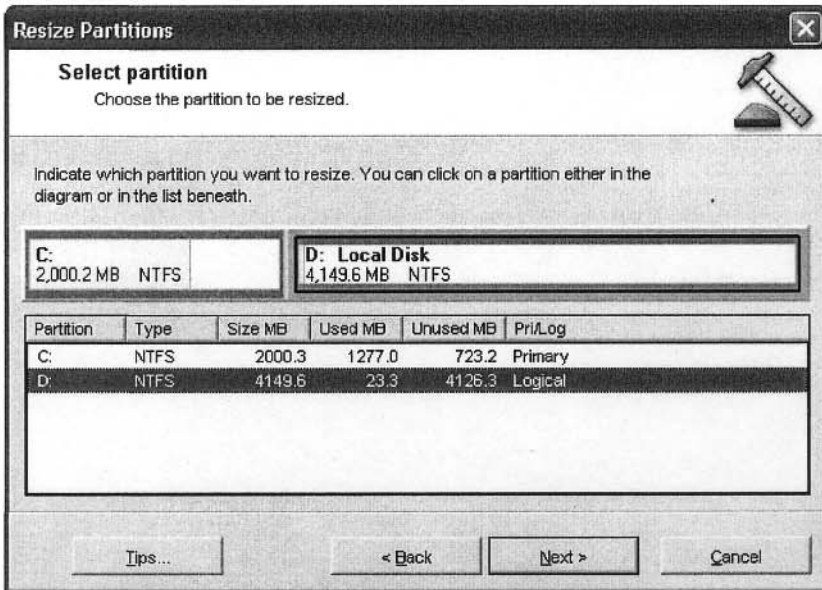 Resize Partitions
Select partition
Choose the partition to be resized.
Indicate which partition you want to resize. You can click on a partition either in the
diagram or in the list beneath.
C: D: Local Disk
2,000.2 MB NTFS 4,149.6 MB NTFS
Partition Type Size MB Used MB Unused MB Pri/Log
C: NTFS 2000.3 1277.0 723.2 Primary
D: NTFS 4149.6 23.3 4126.3 Logical
Tips... < Back Next > Cancel